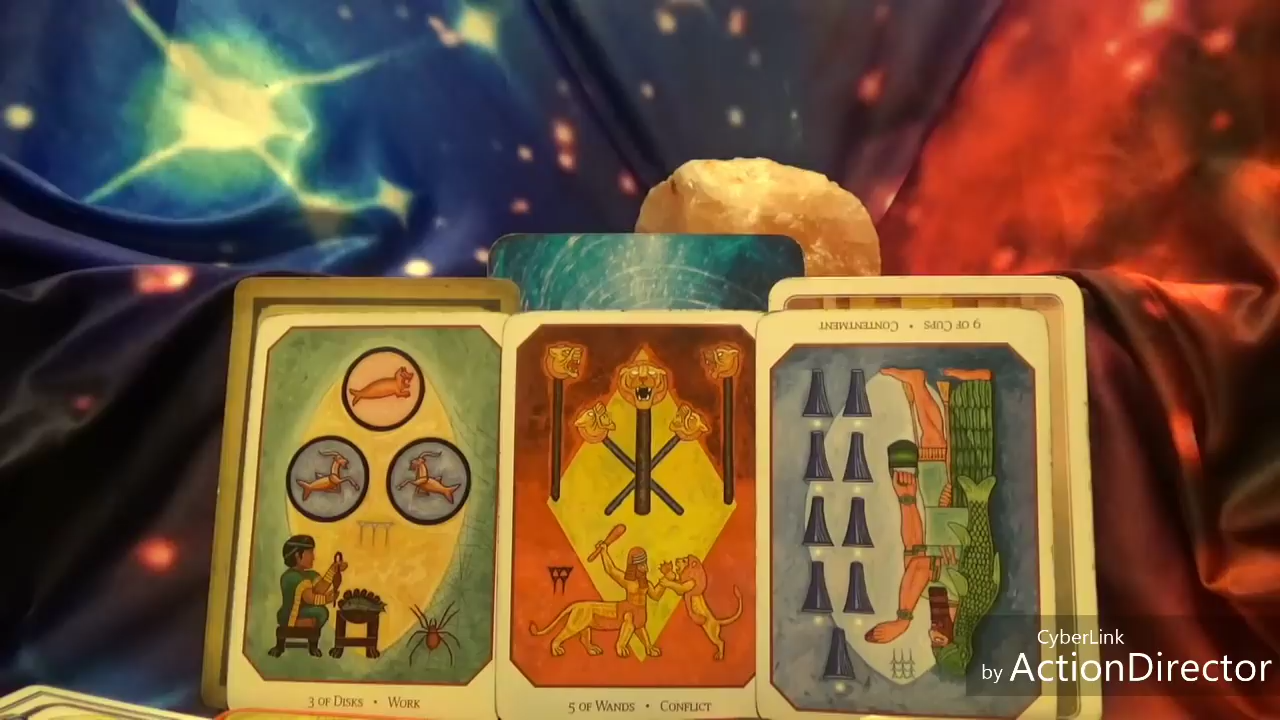 9 OF CUPS • CONTENTMENT
3 OF DISKS • WORK
5 OF WANDS • CONFLICT
CyberLink
by ActionDirector